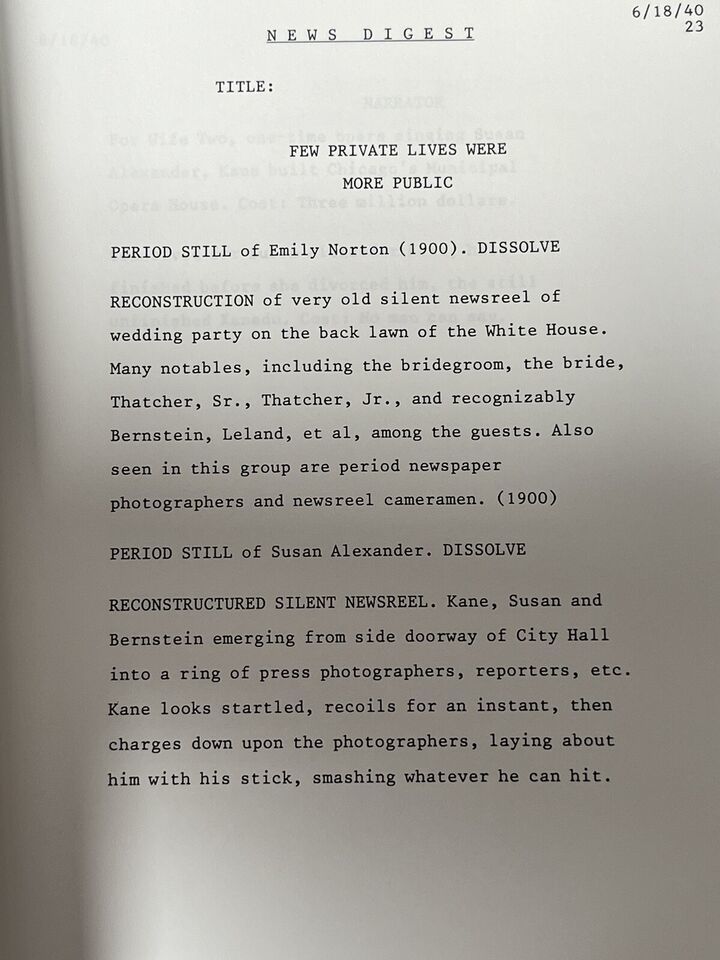 6/18/40
23
N E W S  D I G E S T
TITLE:
FEW PRIVATE LIVES WERE
MORE PUBLIC
PERIOD STILL of Emily Norton (1900). DISSOLVE
RECONSTRUCTION of very old silent newsreel of
wedding party on the back lawn of the White House.
Many notables, including the bridegroom, the bride,
Thatcher, Sr., Thatcher, Jr., and recognizably
Bernstein, Leland, et al, among the guests. Also
seen in this group are period newspaper
photographers and newsreel cameramen. (1900)
PERIOD STILL of Susan Alexander. DISSOLVE
RECONSTRUCTURED SILENT NEWSREEL. Kane, Susan and
Bernstein emerging from side doorway of City Hall
into a ring of press photographers, reporters, etc.
Kane looks startled, recoils for an instant, then
charges down upon the photographers, laying about
him with his stick, smashing whatever he can hit.